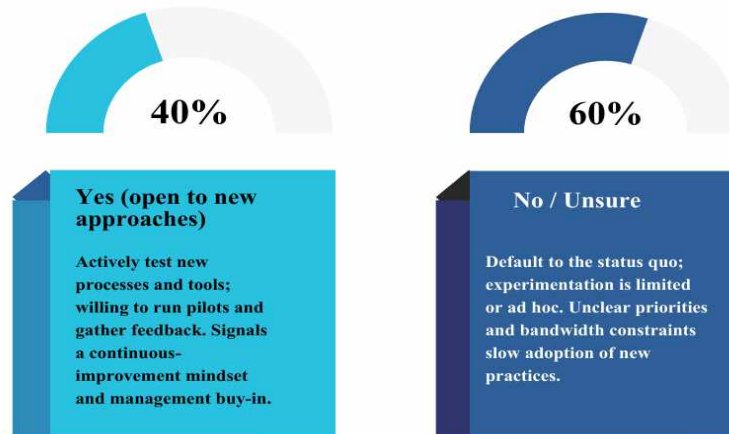 40%
60%
Yes (open to new
approaches)
Actively test new
processes and tools;
willing to run pilots and
gather feedback. Signals
a continuous-
improvement mindset
and management buy-in.
No / Unsure
Default to the status quo;
experimentation is limited
or ad hoc. Unclear priorities
and bandwidth constraints
slow adoption of new
practices.